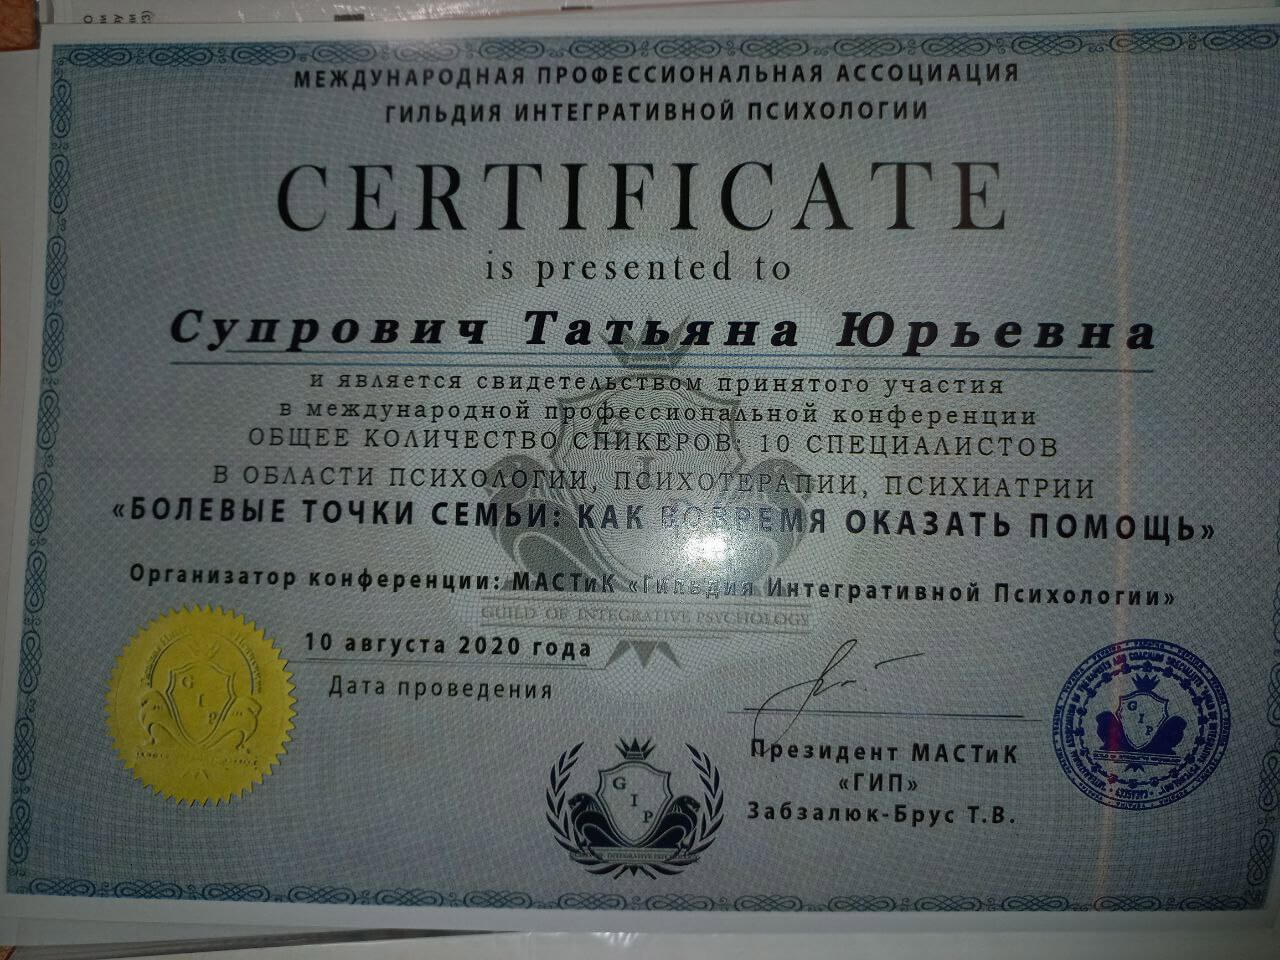 МЕЖДУНАРОДНАЯ ПРОФЕССИОНАЛЬНАЯ АССОЦИАЦИЯ
ГИЛЬДИЯ ИНТЕГРАТИВНОЙ ПСИХОЛОГИИ
CERTIFICATE
is presented to
Супрович Татьяна Юрьевна
и является свидетельством принятого участия
в международной профессиональной конференции
ОБЩЕЕ КОЛИЧЕСТВО СПИКЕРОВ: 10 СПЕЦИАЛИСТОВ
В ОБЛАСТИ ПСИХОЛОГИИ, ПСИХОТЕРАПИИ, ПСИХИАТРИИ
«БОЛЕВЫЕ ТОЧКИ СЕМЬИ: КАК ВОВРЕМЯ ОКАЗАТЬ ПОМОЩЬ»
Организатор конференции: МАСТиК «Гильдия Интегративной Психологии»
GUILD OF INTEGRATIVE PSYCHOLOGY
10 августа 2020 года
Дата проведения
G I P
G I P
INTEGRATIVE
Президент МАСТиК
«ГИП»
Забзалюк-Брус Т.В.
G I P